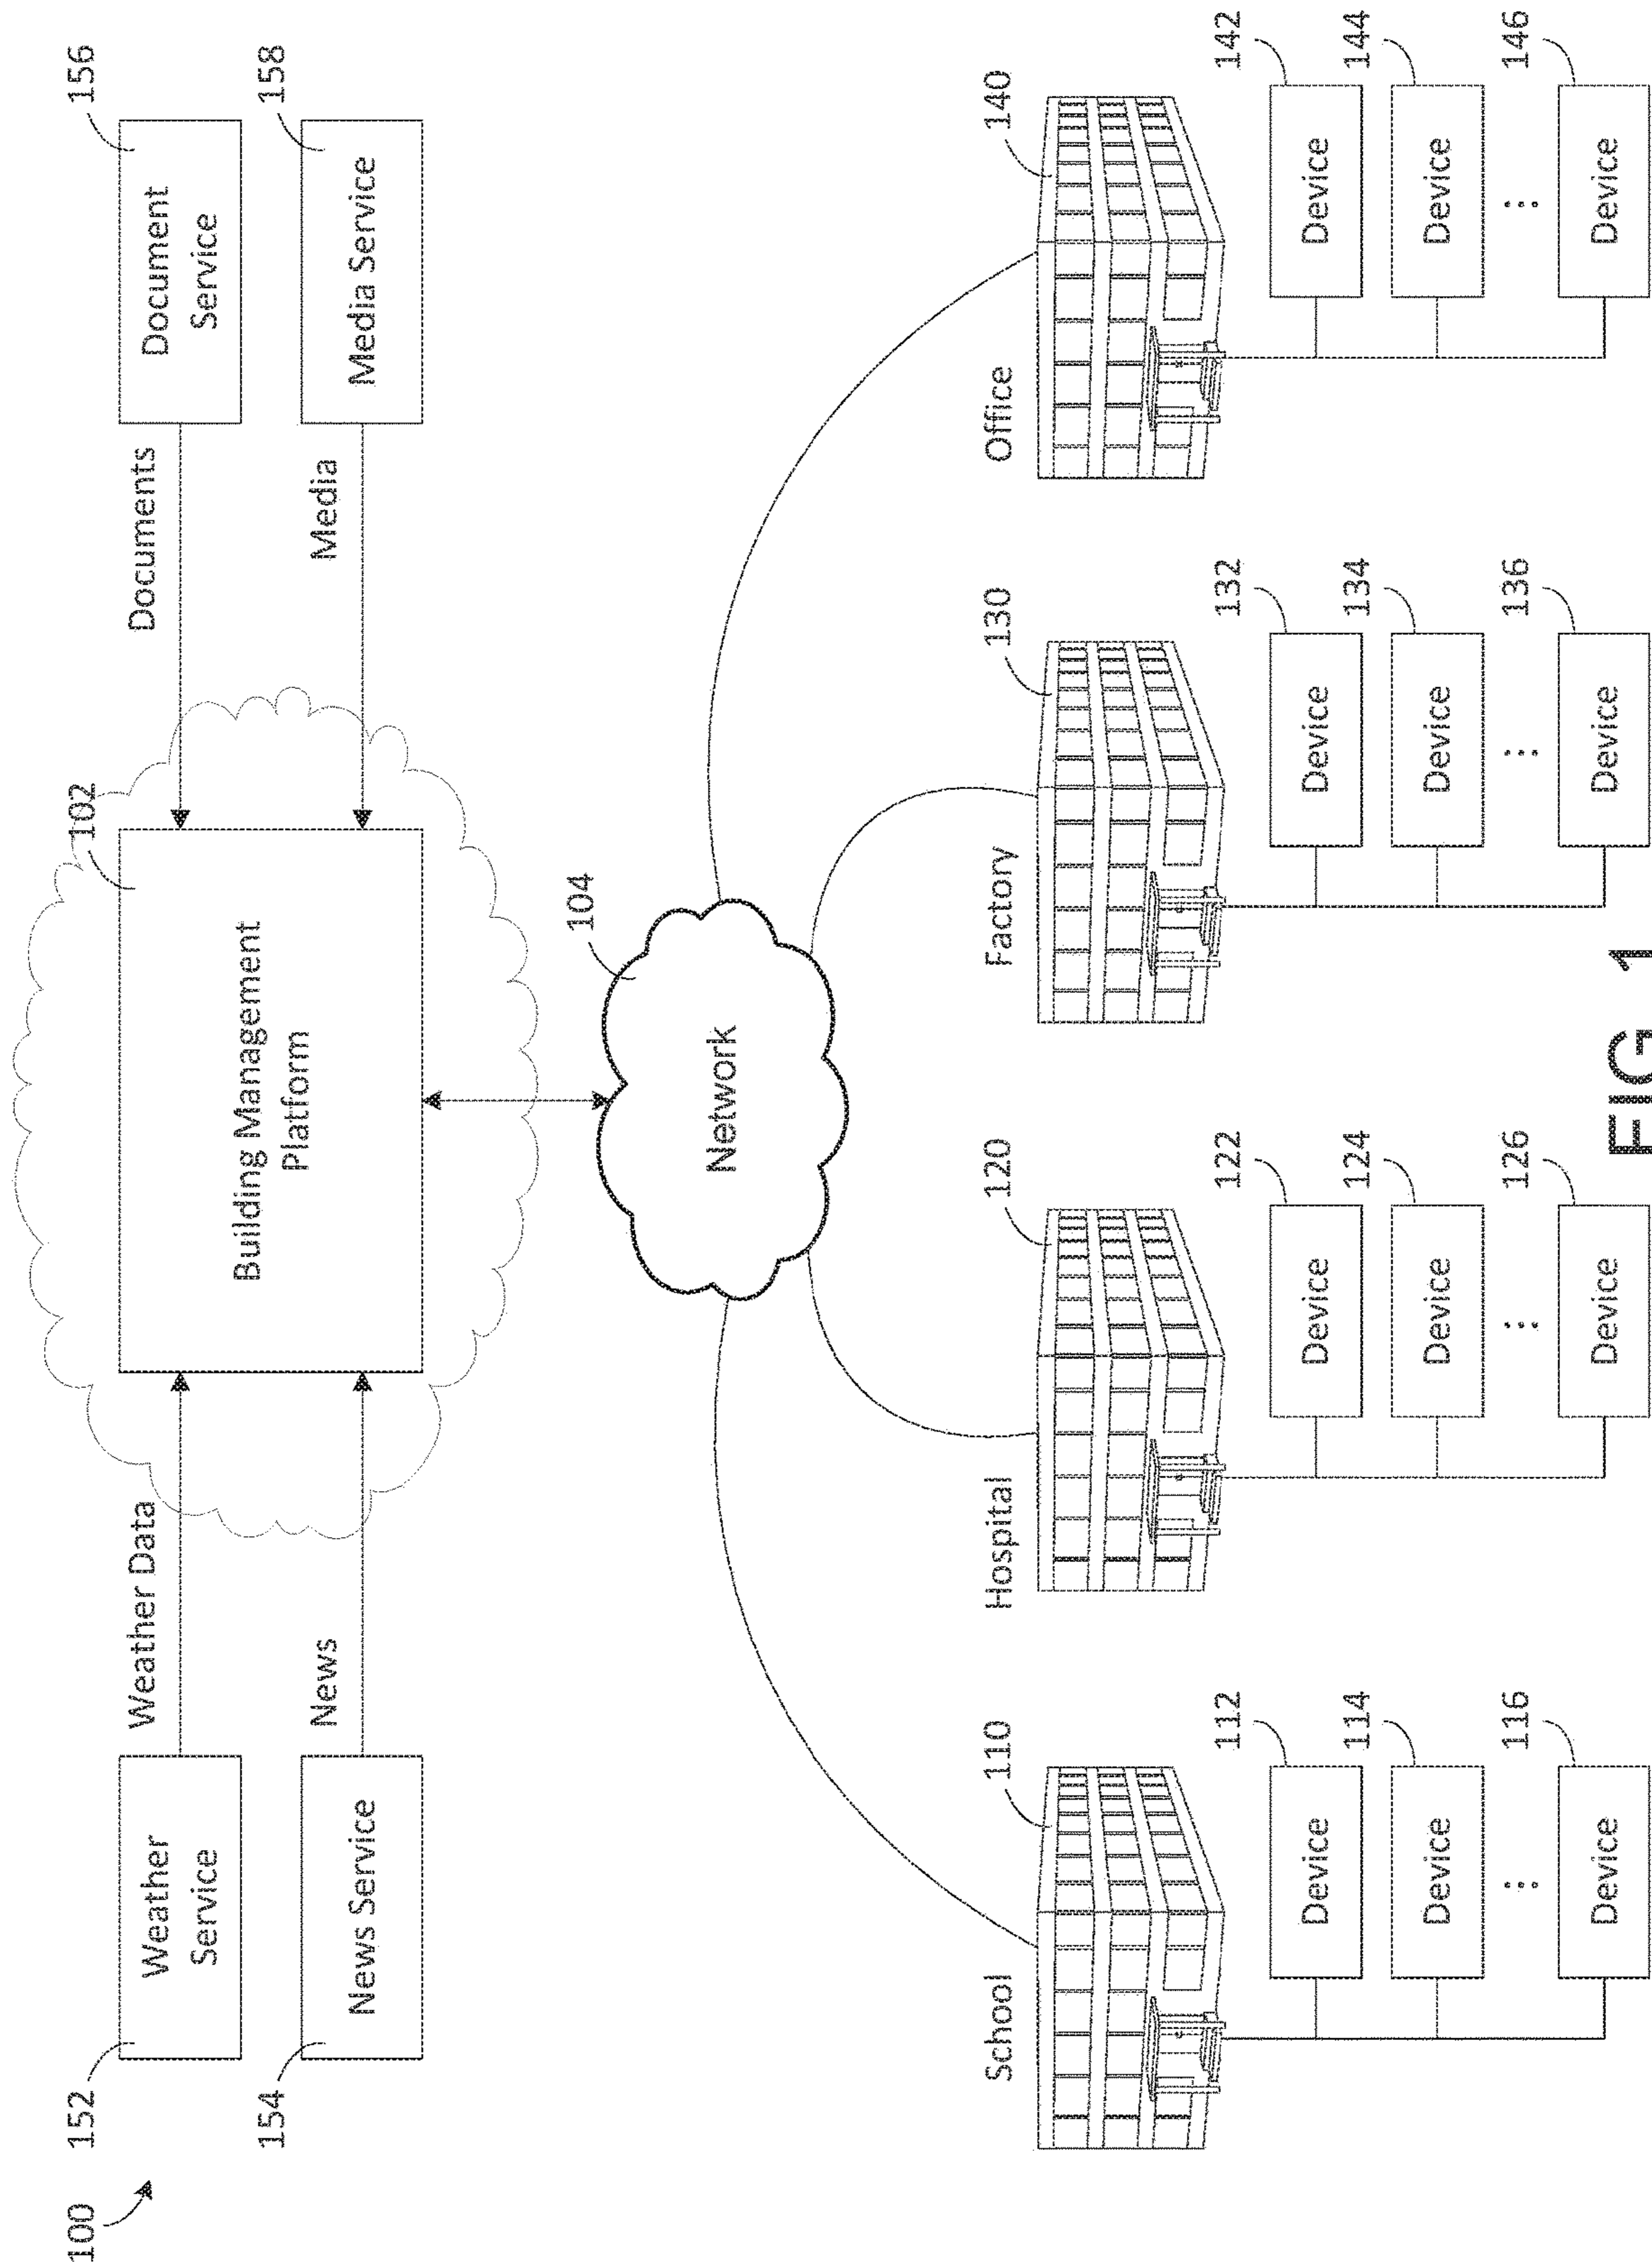 100
152
Weather
Service
Weather Data
154
News Service
News
102
Building Management
Platform
Documents
156
Document
Service
Media
158
Media Service
104
Network
School
110
Device
112
Device
114
⋮
Device
116
Hospital
120
Device
122
Device
124
⋮
Device
126
Factory
130
Device
132
Device
134
⋮
Device
136
Office
140
Device
142
Device
144
⋮
Device
146
FIG. 1